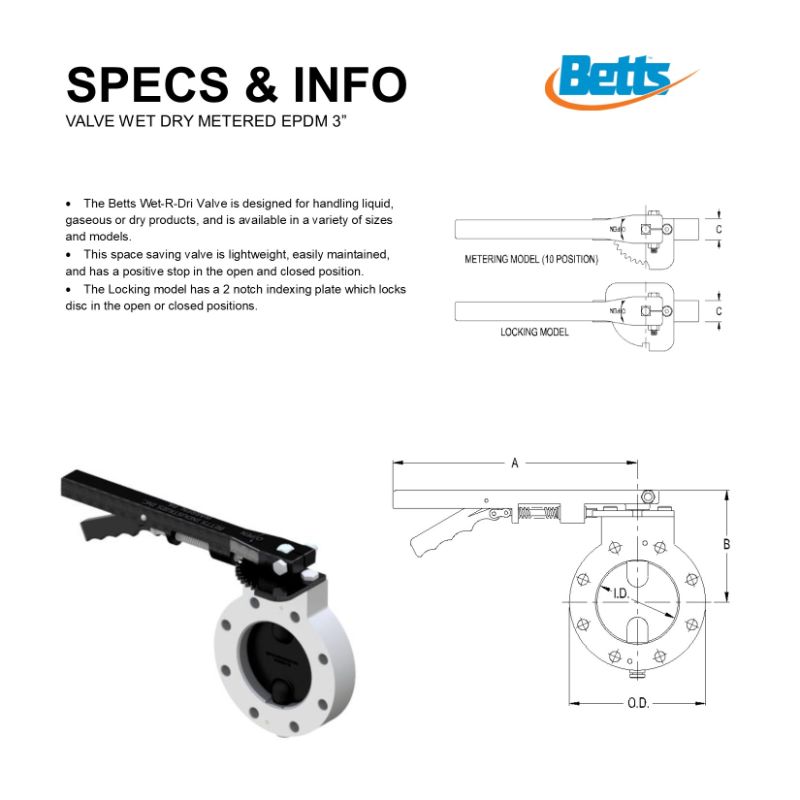 SPECS & INFO
VALVE WET DRY METERED EPDM 3”
Betts
• The Betts Wet-R-Dri Valve is designed for handling liquid,
gaseous or dry products, and is available in a variety of sizes
and models.
• This space saving valve is lightweight, easily maintained,
and has a positive stop in the open and closed position.
• The Locking model has a 2 notch indexing plate which locks
disc in the open or closed positions.
OPEN
C
METERING MODEL (10 POSITION)
OPEN
C
LOCKING MODEL
A
B
I.D.
O.D.